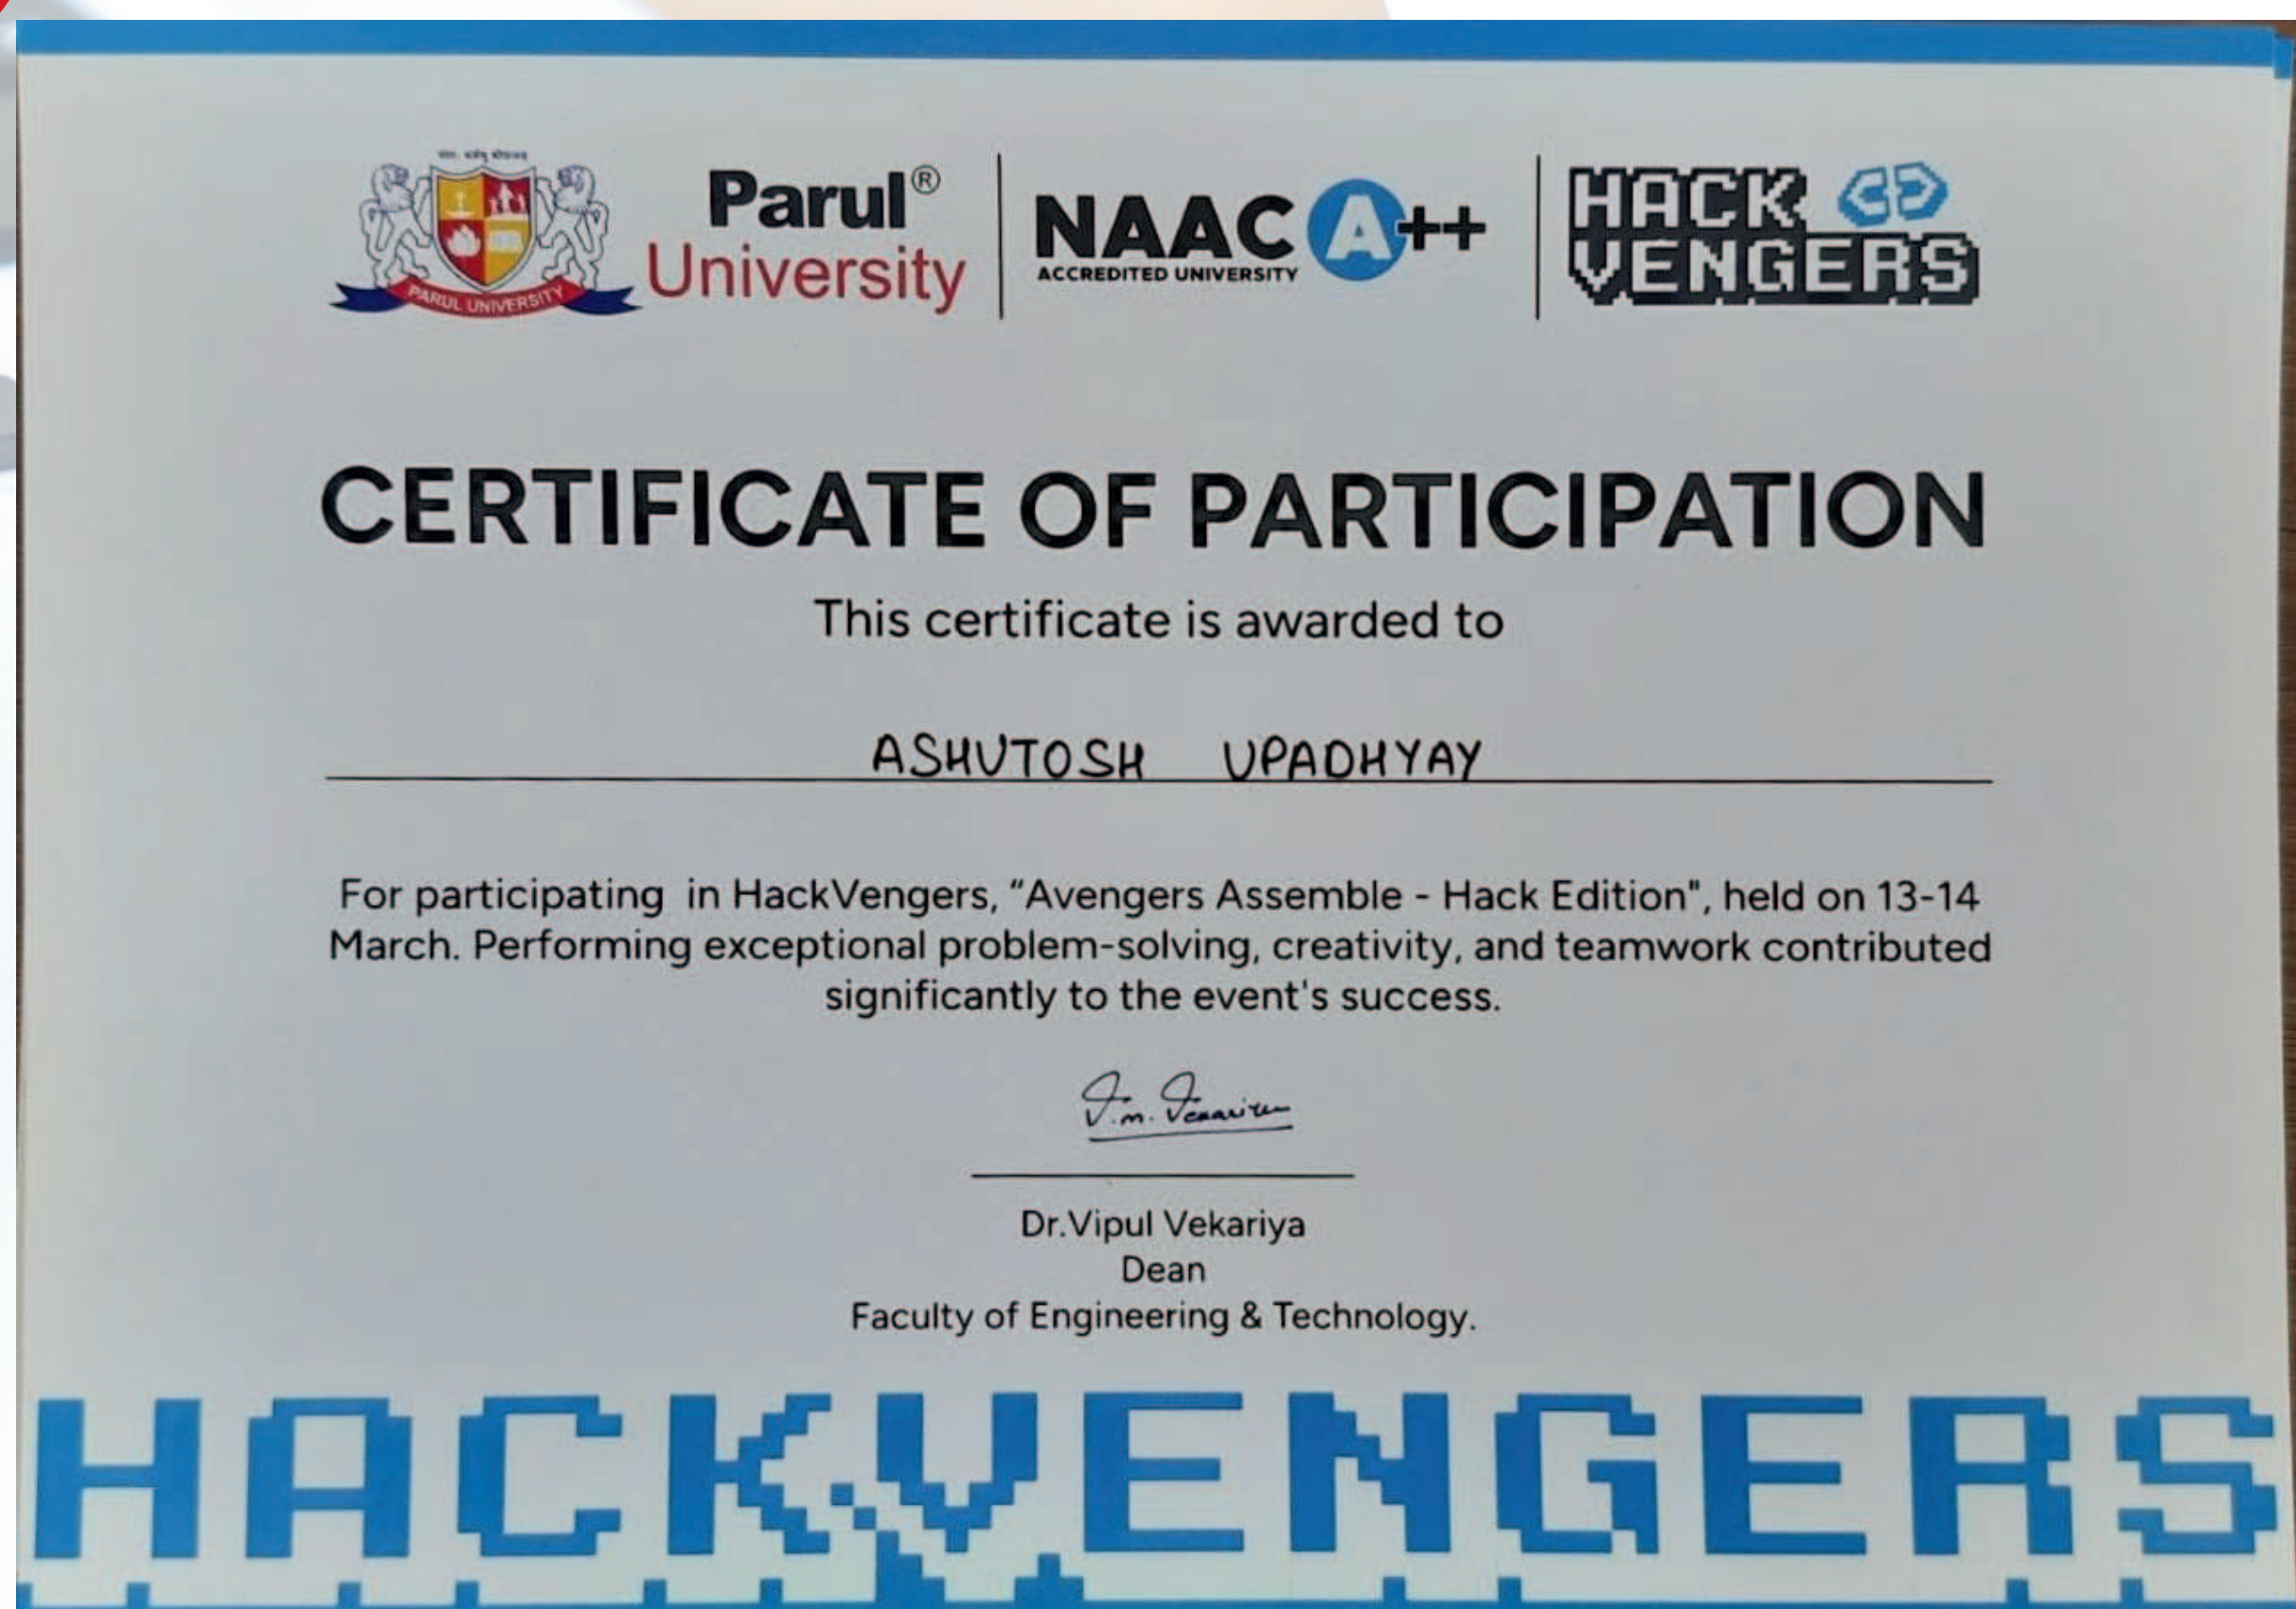 Parul®
University
PARUL UNIVERSITY
NAAC A++
ACCREDITED UNIVERSITY
HACK
VENGERS
CERTIFICATE OF PARTICIPATION
This certificate is awarded to
ASHUTOSH UPADHYAY
For participating in HackVengers, “Avengers Assemble - Hack Edition", held on 13-14
March. Performing exceptional problem-solving, creativity, and teamwork contributed
significantly to the event's success.
Dr.Vipul Vekariya
Dean
Faculty of Engineering & Technology.
HACKVENGERS